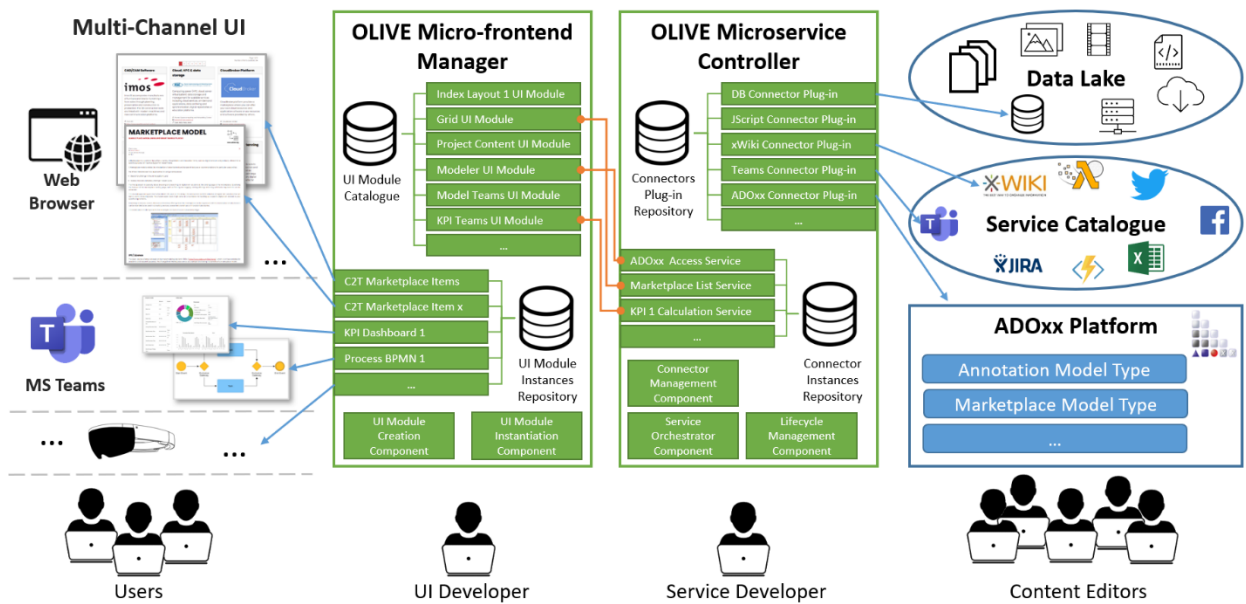 Multi-Channel UI
CAD/CAM Software
CloudBroker Platform
imos
CloudBroker
MARKETPLACE MODEL
...
Web
Browser
MS Teams
...
...
Users
OLIVE Micro-frontend
Manager
UI Module
Catalogue
Index Layout 1 UI Module
Grid UI Module
Project Content UI Module
Modeler UI Module
Model Teams UI Module
KPI Teams UI Module
...
C2T Marketplace Items
C2T Marketplace Item x
KPI Dashboard 1
Process BPMN 1
...
UI Module
Instances
Repository
UI Module
Creation
Component
UI Module
Instantiation
Component
UI Developer
OLIVE Microservice
Controller
Connectors
Plug-in
Repository
DB Connector Plug-in
JScript Connector Plug-in
xWiki Connector Plug-in
Teams Connector Plug-in
ADOxx Connector Plug-in
...
ADOxx Access Service
Marketplace List Service
KPI 1 Calculation Service
...
Connector
Instances
Repository
Connector
Management
Component
Service
Orchestrator
Component
Lifecycle
Management
Component
Service Developer
Data Lake
XWIKI
Service Catalogue
JIRA
ADOxx Platform
Annotation Model Type
Marketplace Model Type
...
Content Editors